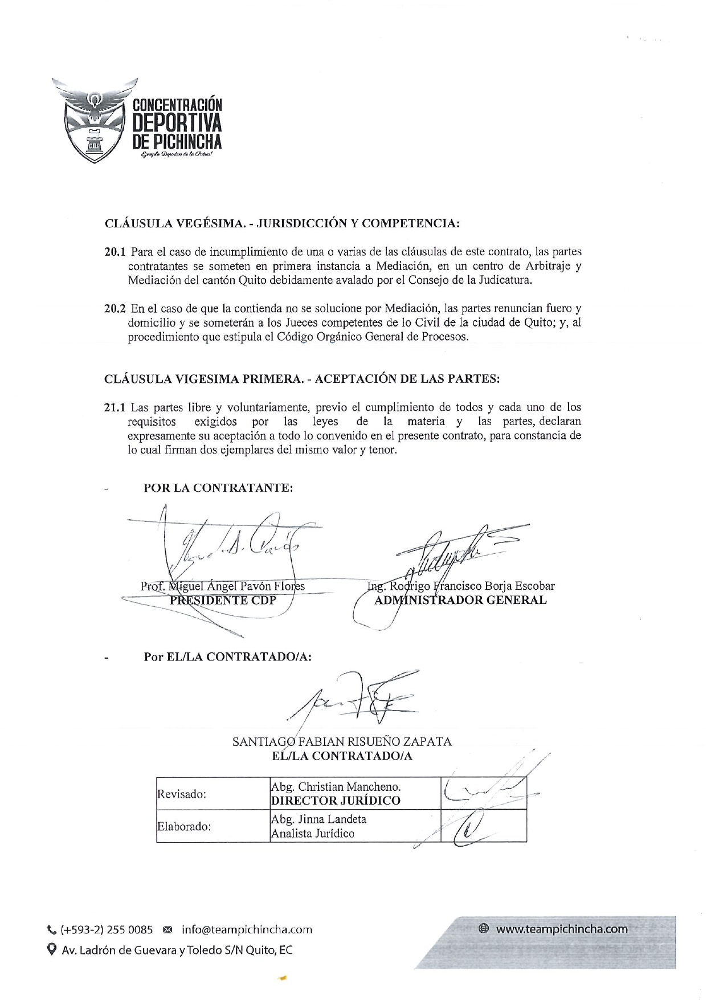 CONCENTRACIÓN
DEPORTIVA
DE PICHINCHA
Ejemplo Deportivo de la Patria!
CLÁUSULA VEGÉSIMA. - JURISDICCIÓN Y COMPETENCIA:
20.1 Para el caso de incumplimiento de una o varias de las cláusulas de este contrato, las partes
contratantes se someten en primera instancia a Mediación, en un centro de Arbitraje y
Mediación del cantón Quito debidamente avalado por el Consejo de la Judicatura.
20.2 En el caso de que la contienda no se solucione por Mediación, las partes renuncian fuero y
domicilio y se someterán a los Jueces competentes de lo Civil de la ciudad de Quito; y, al
procedimiento que estipula el Código Orgánico General de Procesos.
CLÁUSULA VIGESIMA PRIMERA. - ACEPTACIÓN DE LAS PARTES:
21.1 Las partes libre y voluntariamente, previo el cumplimiento de todos y cada uno de los
requisitos exigidos por las leyes de la materia y las partes, declaran
expresamente su aceptación a todo lo convenido en el presente contrato, para constancia de
lo cual firman dos ejemplares del mismo valor y tenor.
- POR LA CONTRATANTE:
Prof. Miguel Ángel Pavón Flores
PRESIDENTE CDP
Ing. Rodrigo Francisco Borja Escobar
ADMINISTRADOR GENERAL
- Por EL/LA CONTRATADO/A:
SANTIAGO FABIAN RISUEÑO ZAPATA
EL/LA CONTRATADO/A
Revisado:
Abg. Christian Mancheno.
DIRECTOR JURÍDICO
Elaborado:
Abg. Jinna Landeta
Analista Jurídico
(+593-2) 255 0085 info@teampichincha.com
Av. Ladrón de Guevara y Toledo S/N Quito, EC
www.teampichincha.com